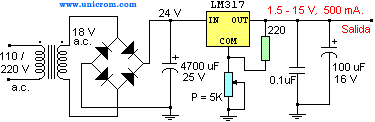 www.unicrom.com
24 V
LM317
1.5 - 15 V, 500 mA.
IN OUT
COM
Salida
18 V
a.c.
220
110 /
220 V
a.c.
4700 uF
25 V
P = 5K
0.1uF
100 uF
16 V